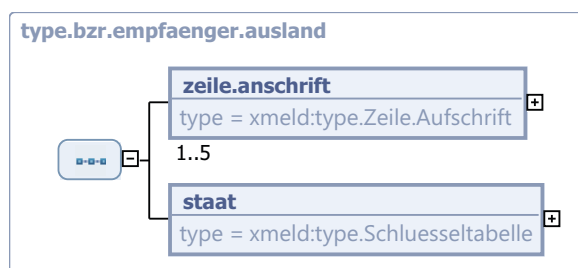 type.bzr.empfaenger.ausland
zeile.anschrift
type = xmeld:type.Zeile.Aufschrift
1..5
staat
type = xmeld:type.Schluesseltabelle